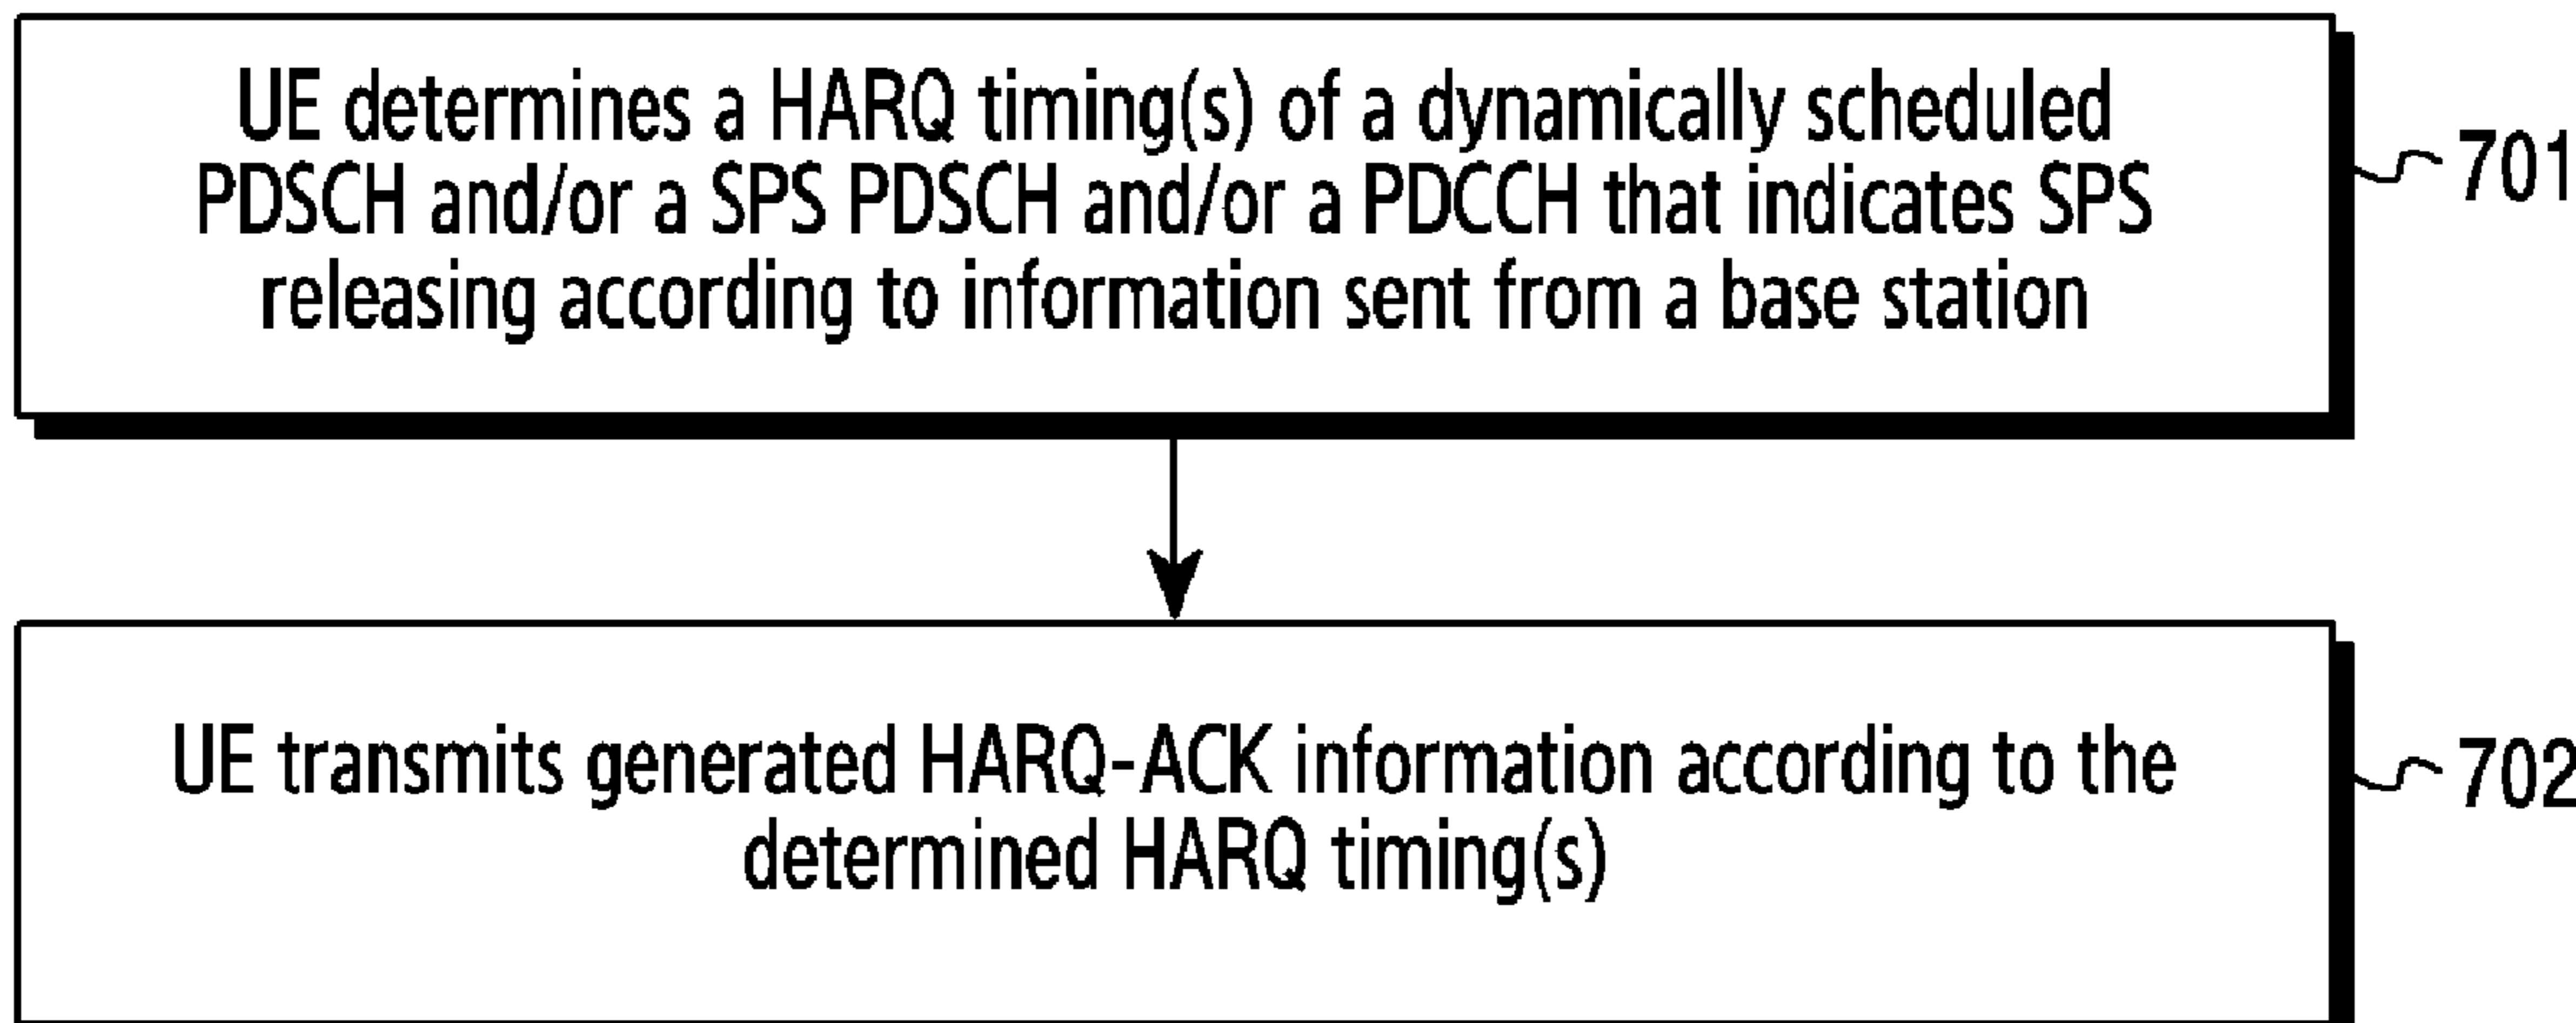 UE determines a HARQ timing(s) of a dynamically scheduled
PDSCH and/or a SPS PDSCH and/or a PDCCH that indicates SPS
releasing according to information sent from a base station
701
UE transmits generated HARQ-ACK information according to the
determined HARQ timing(s)
702